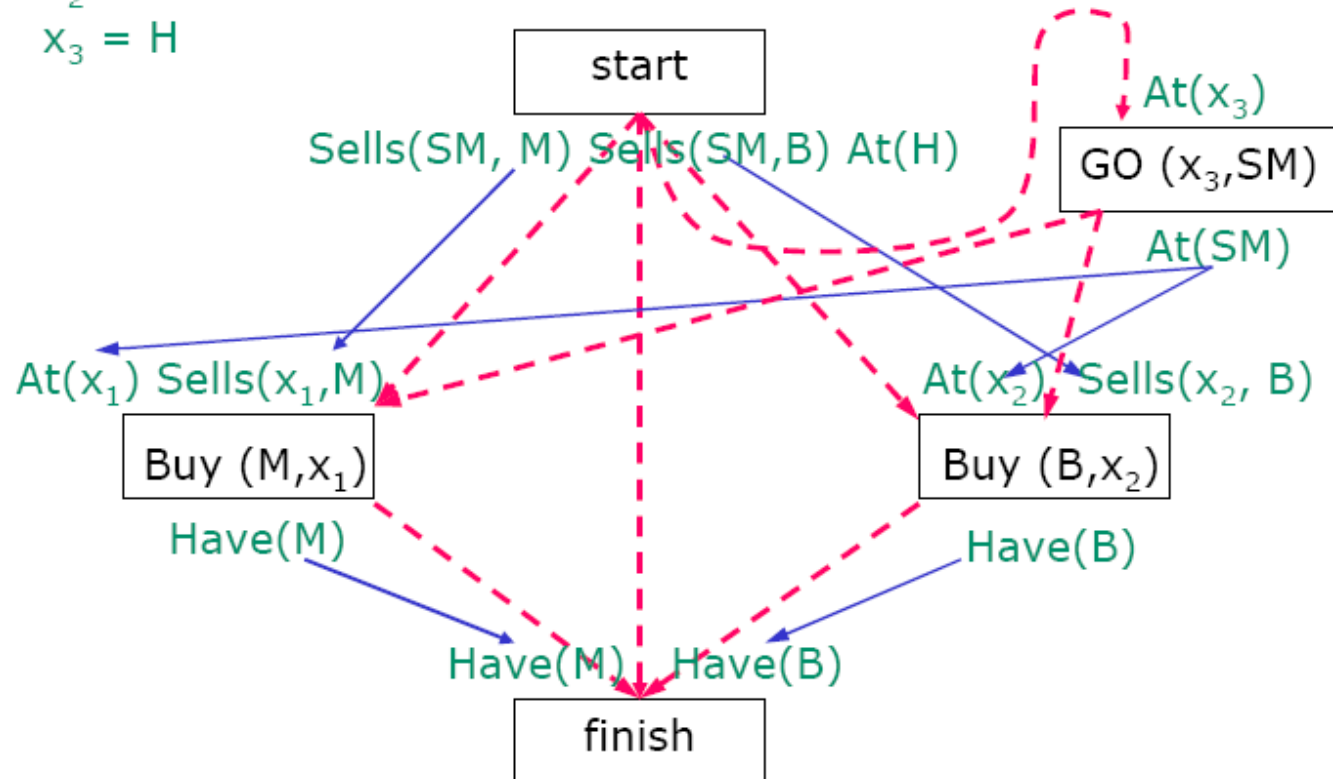 x₃ = H
start
At(x₃)
Sells(SM, M) Sells(SM,B) At(H)
GO (x₃,SM)
At(SM)
At(x₁) Sells(x₁,M)
At(x₂) Sells(x₂, B)
Buy (M,x₁)
Buy (B,x₂)
Have(M)
Have(B)
Have(M) Have(B)
finish